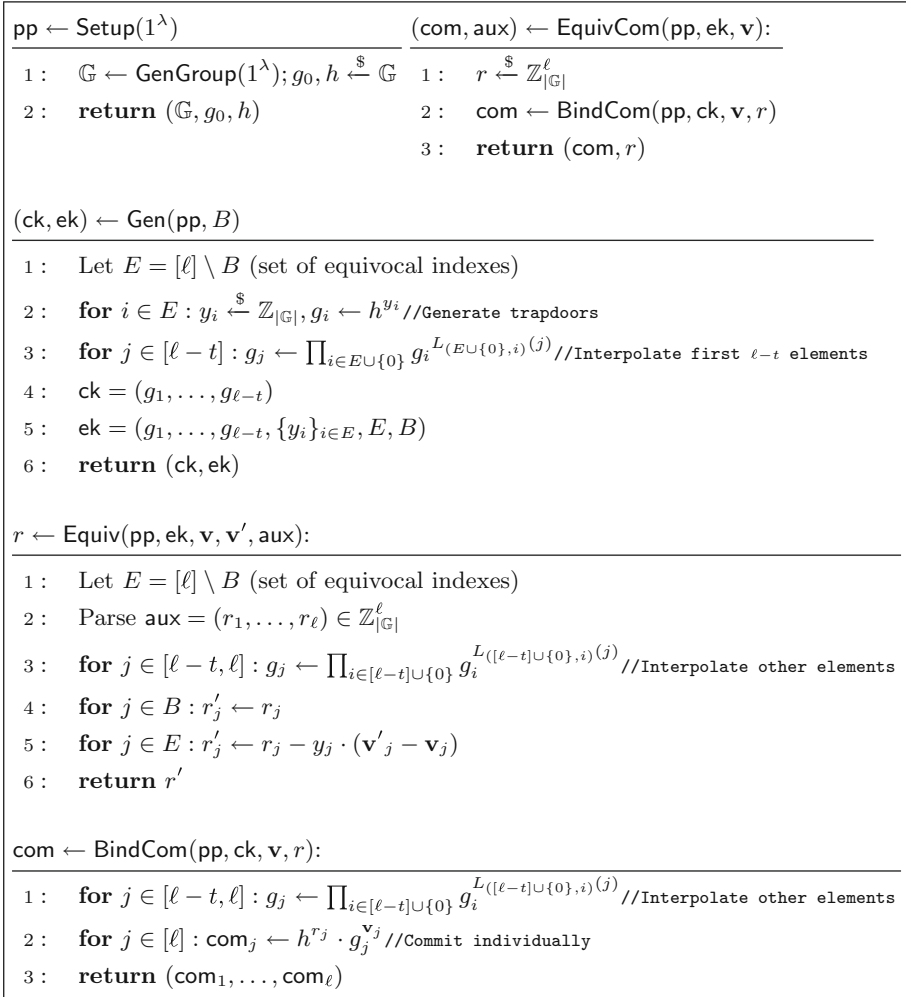 pp ← Setup(1^λ)
1 : 𝔾 ← GenGroup(1^λ); g_0, h ←$ 𝔾
2 : return (𝔾, g_0, h)
(com, aux) ← EquivCom(pp, ek, v):
1 : r ←$ ℤ_{|𝔾|}^ℓ
2 : com ← BindCom(pp, ck, v, r)
3 : return (com, r)
(ck, ek) ← Gen(pp, B)
1 : Let E = [ℓ] \ B (set of equivocal indexes)
2 : for i ∈ E : y_i ←$ ℤ_{|𝔾|}, g_i ← h^{y_i} //Generate trapdoors
3 : for j ∈ [ℓ − t] : g_j ← ∏_{i∈E∪{0}} g_i^{L_{(E∪{0},i)}(j)} //Interpolate first ℓ−t elements
4 : ck = (g_1, . . . , g_{ℓ−t})
5 : ek = (g_1, . . . , g_{ℓ−t}, {y_i}_{i∈E}, E, B)
6 : return (ck, ek)
r ← Equiv(pp, ek, v, v′, aux):
1 : Let E = [ℓ] \ B (set of equivocal indexes)
2 : Parse aux = (r_1, . . . , r_ℓ) ∈ ℤ_{|𝔾|}^ℓ
3 : for j ∈ [ℓ − t, ℓ] : g_j ← ∏_{i∈[ℓ−t]∪{0}} g_i^{L_{([ℓ−t]∪{0},i)}(j)} //Interpolate other elements
4 : for j ∈ B : r′_j ← r_j
5 : for j ∈ E : r′_j ← r_j − y_j · (v′_j − v_j)
6 : return r′
com ← BindCom(pp, ck, v, r):
1 : for j ∈ [ℓ − t, ℓ] : g_j ← ∏_{i∈[ℓ−t]∪{0}} g_i^{L_{([ℓ−t]∪{0},i)}(j)} //Interpolate other elements
2 : for j ∈ [ℓ] : com_j ← h^{r_j} · g_j^{v_j} //Commit individually
3 : return (com_1, . . . , com_ℓ)